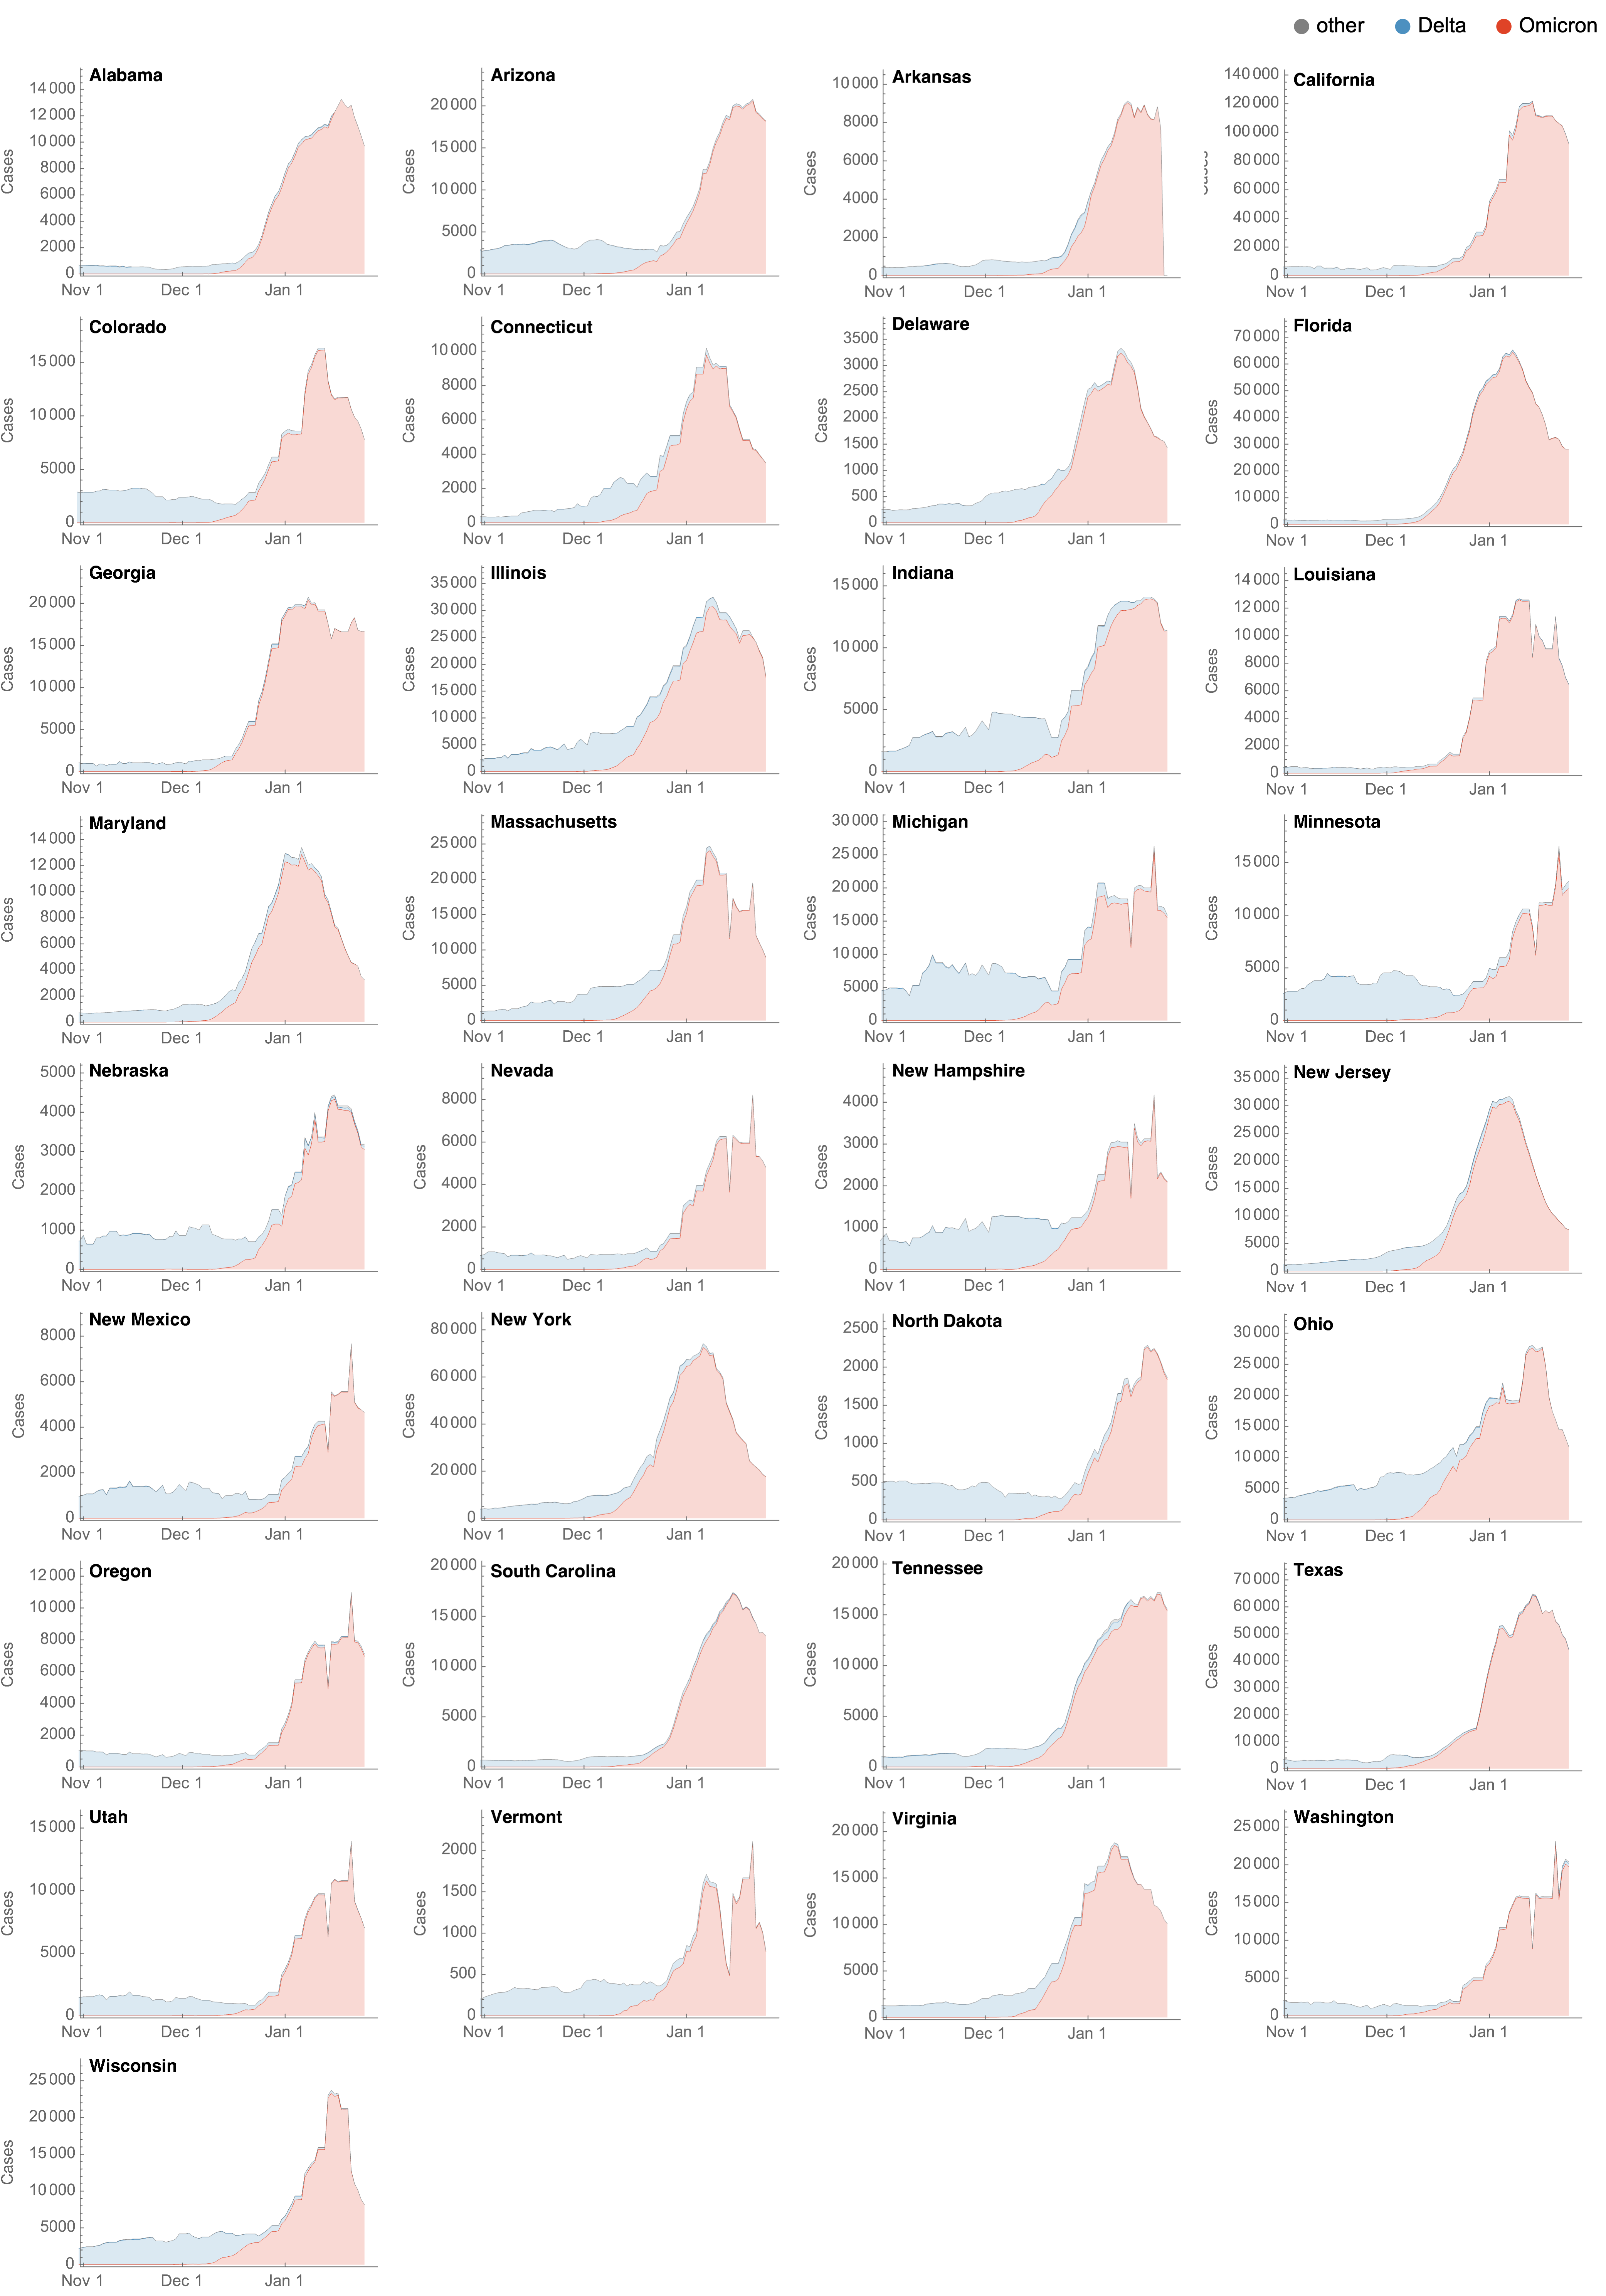 other Delta Omicron
Alabama
Cases
14 000
12 000
10 000
8000
6000
4000
2000
0
Nov 1 Dec 1 Jan 1
Arizona
Cases
20 000
15 000
10 000
5000
0
Nov 1 Dec 1 Jan 1
Arkansas
Cases
10 000
8000
6000
4000
2000
0
Nov 1 Dec 1 Jan 1
California
140 000
120 000
100 000
80 000
60 000
40 000
20 000
0
Nov 1 Dec 1 Jan 1
Colorado
Cases
15 000
10 000
5000
0
Nov 1 Dec 1 Jan 1
Connecticut
Cases
10 000
8000
6000
4000
2000
0
Nov 1 Dec 1 Jan 1
Delaware
Cases
3500
3000
2500
2000
1500
1000
500
0
Nov 1 Dec 1 Jan 1
Florida
Cases
70 000
60 000
50 000
40 000
30 000
20 000
10 000
0
Nov 1 Dec 1 Jan 1
Georgia
Cases
20 000
15 000
10 000
5000
0
Nov 1 Dec 1 Jan 1
Illinois
Cases
35 000
30 000
25 000
20 000
15 000
10 000
5000
0
Nov 1 Dec 1 Jan 1
Indiana
Cases
15 000
10 000
5000
0
Nov 1 Dec 1 Jan 1
Louisiana
Cases
14 000
12 000
10 000
8000
6000
4000
2000
0
Nov 1 Dec 1 Jan 1
Maryland
Cases
14 000
12 000
10 000
8000
6000
4000
2000
0
Nov 1 Dec 1 Jan 1
Massachusetts
Cases
25 000
20 000
15 000
10 000
5000
0
Nov 1 Dec 1 Jan 1
Michigan
Cases
30 000
25 000
20 000
15 000
10 000
5000
0
Nov 1 Dec 1 Jan 1
Minnesota
Cases
15 000
10 000
5000
0
Nov 1 Dec 1 Jan 1
Nebraska
Cases
5000
4000
3000
2000
1000
0
Nov 1 Dec 1 Jan 1
Nevada
Cases
8000
6000
4000
2000
0
Nov 1 Dec 1 Jan 1
New Hampshire
Cases
4000
3000
2000
1000
0
Nov 1 Dec 1 Jan 1
New Jersey
Cases
35 000
30 000
25 000
20 000
15 000
10 000
5000
0
Nov 1 Dec 1 Jan 1
New Mexico
Cases
8000
6000
4000
2000
0
Nov 1 Dec 1 Jan 1
New York
Cases
80 000
60 000
40 000
20 000
0
Nov 1 Dec 1 Jan 1
North Dakota
Cases
2500
2000
1500
1000
500
0
Nov 1 Dec 1 Jan 1
Ohio
Cases
30 000
25 000
20 000
15 000
10 000
5000
0
Nov 1 Dec 1 Jan 1
Oregon
Cases
12 000
10 000
8000
6000
4000
2000
0
Nov 1 Dec 1 Jan 1
South Carolina
Cases
20 000
15 000
10 000
5000
0
Nov 1 Dec 1 Jan 1
Tennessee
Cases
20 000
15 000
10 000
5000
0
Nov 1 Dec 1 Jan 1
Texas
Cases
70 000
60 000
50 000
40 000
30 000
20 000
10 000
0
Nov 1 Dec 1 Jan 1
Utah
Cases
15 000
10 000
5000
0
Nov 1 Dec 1 Jan 1
Vermont
Cases
2000
1500
1000
500
0
Nov 1 Dec 1 Jan 1
Virginia
Cases
20 000
15 000
10 000
5000
0
Nov 1 Dec 1 Jan 1
Washington
Cases
25 000
20 000
15 000
10 000
5000
0
Nov 1 Dec 1 Jan 1
Wisconsin
Cases
25 000
20 000
15 000
10 000
5000
0
Nov 1 Dec 1 Jan 1